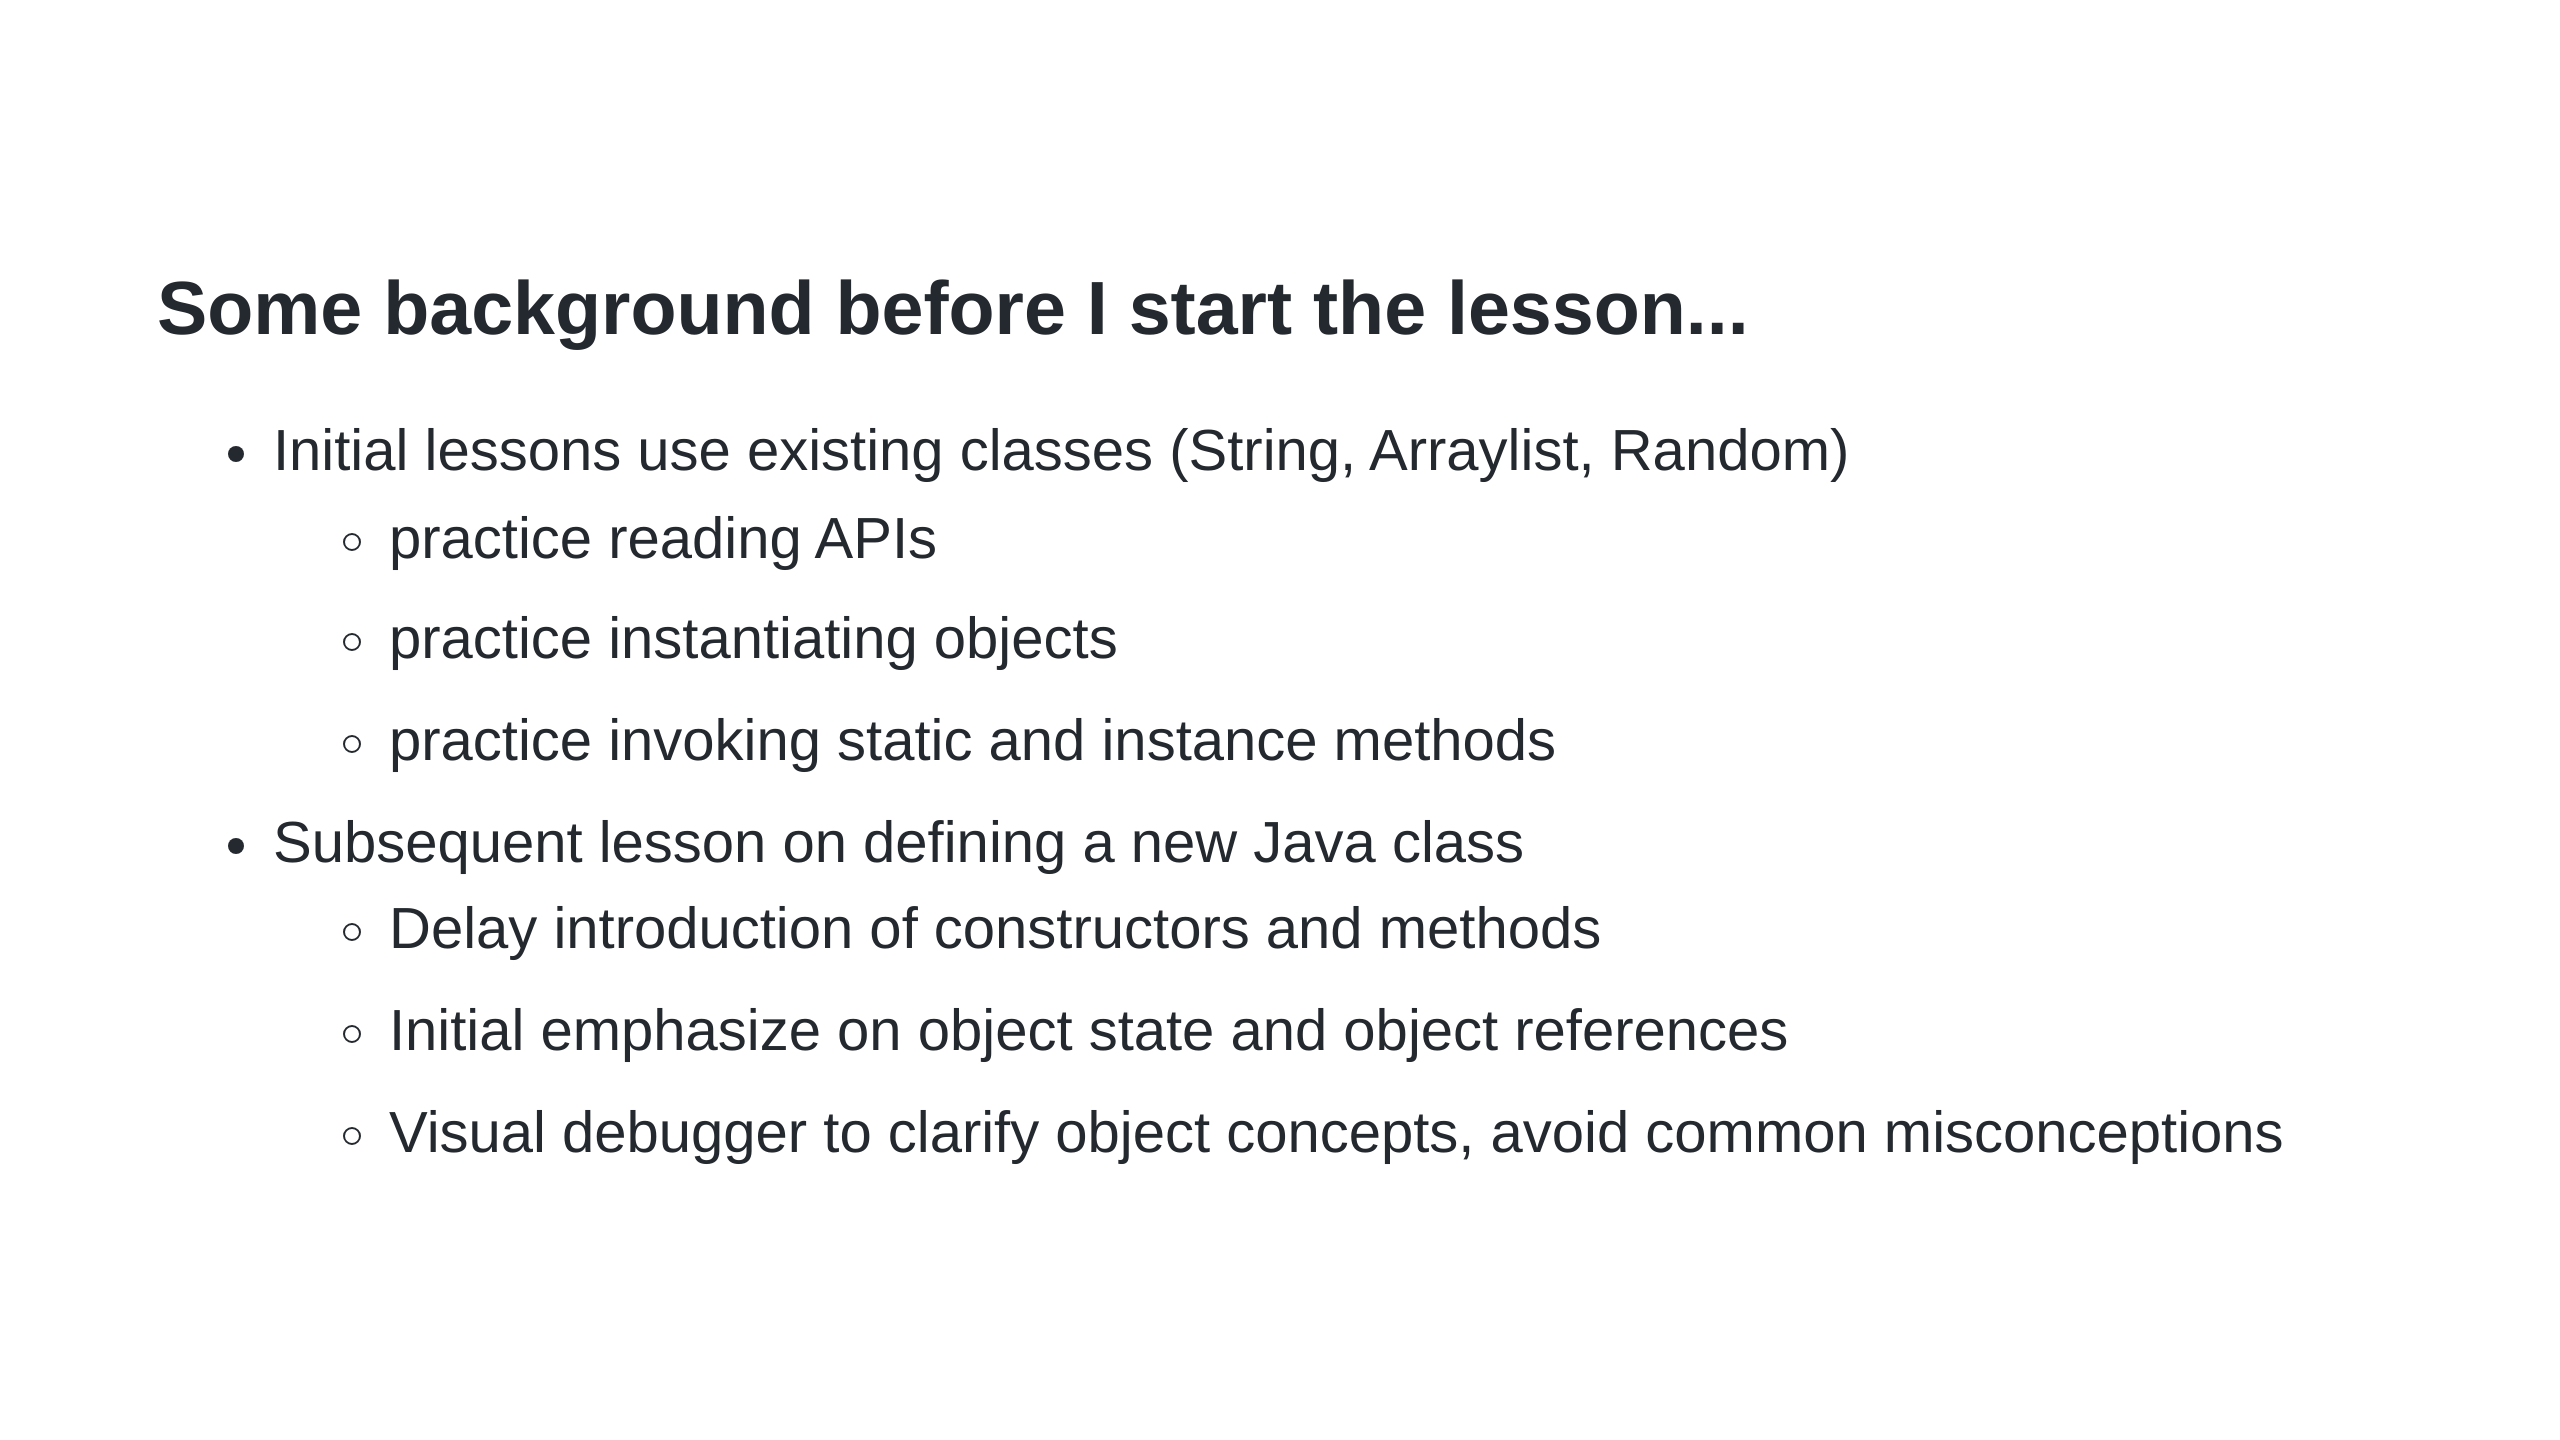 Some background before I start the lesson...
Initial lessons use existing classes (String, Arraylist, Random)
practice reading APIs
practice instantiating objects
practice invoking static and instance methods
Subsequent lesson on defining a new Java class
Delay introduction of constructors and methods
Initial emphasize on object state and object references
Visual debugger to clarify object concepts, avoid common misconceptions